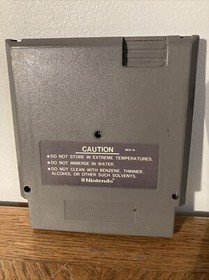 CAUTION
•DO NOT STORE IN EXTREME TEMPERATURES.
•DO NOT IMMERSE IN WATER.
•DO NOT CLEAN WITH BENZENE, THINNER,
ALCOHOL OR OTHER SUCH SOLVENTS.
Nintendo